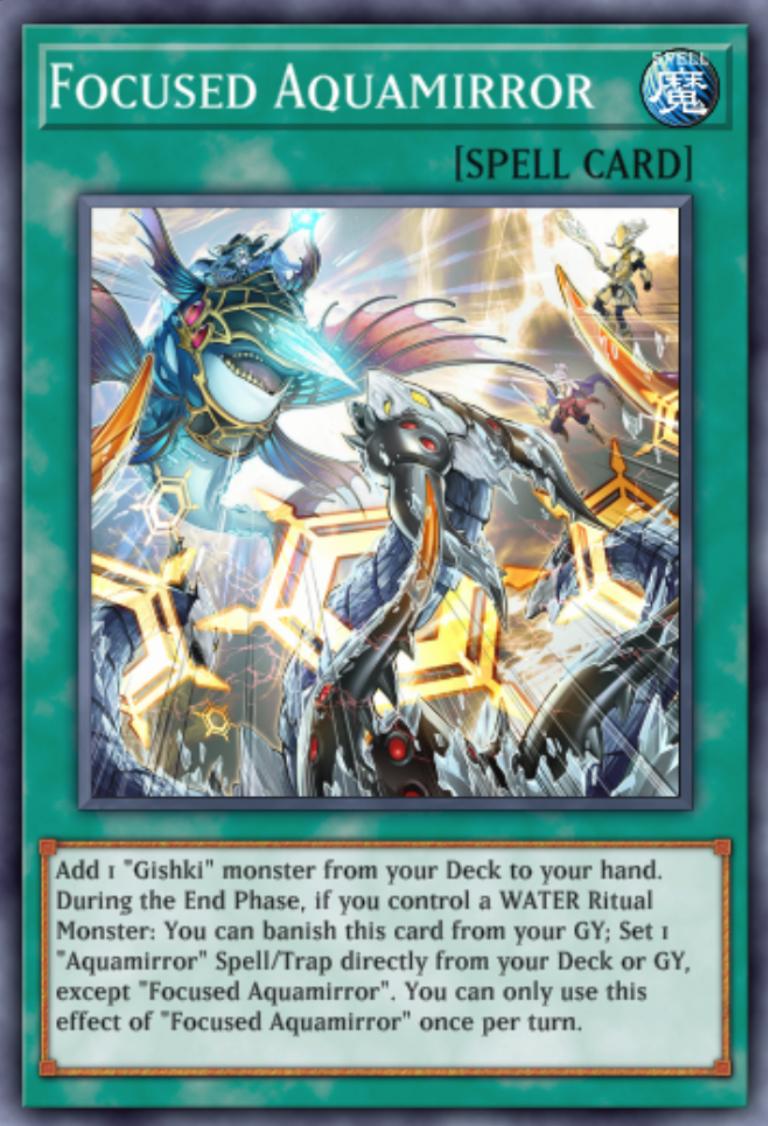 Focused Aquamirror
SPELL
魔
[SPELL CARD]
Add 1 "Gishki" monster from your Deck to your hand.
During the End Phase, if you control a WATER Ritual
Monster: You can banish this card from your GY; Set 1
"Aquamirror" Spell/Trap directly from your Deck or GY,
except "Focused Aquamirror". You can only use this
effect of "Focused Aquamirror" once per turn.